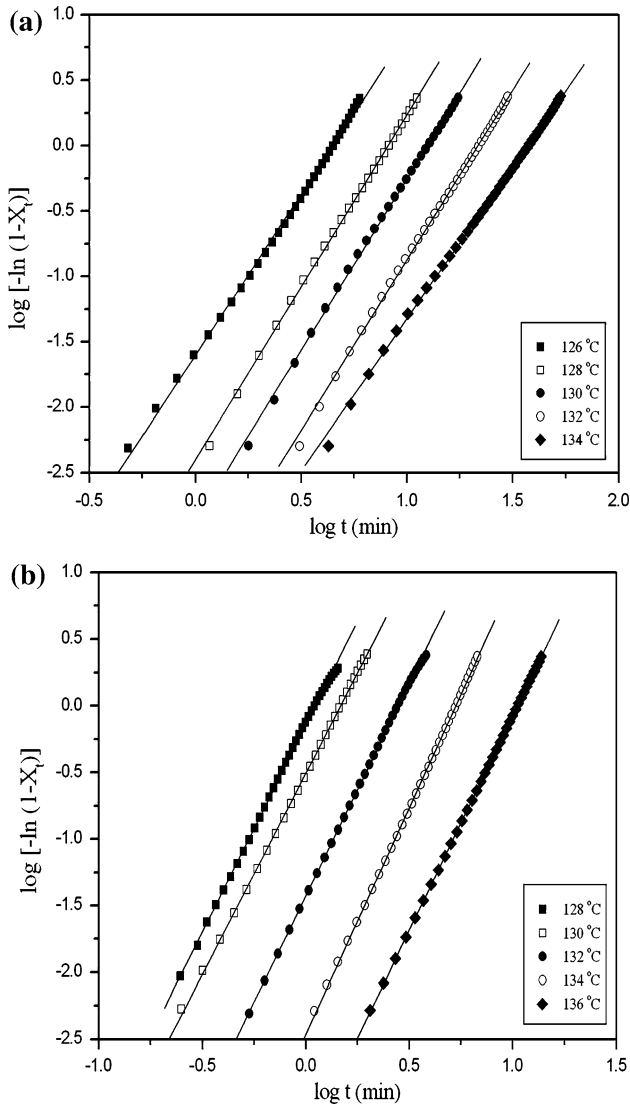 (a)
1.0
0.5
0.0
-0.5
-1.0
-1.5
-2.0
-2.5
log [-ln (1-Xt)]
126 °C
128 °C
130 °C
132 °C
134 °C
-0.5 0.0 0.5 1.0 1.5 2.0
log t (min)
(b)
1.0
0.5
0.0
-0.5
-1.0
-1.5
-2.0
-2.5
log [-ln (1-Xt)]
128 °C
130 °C
132 °C
134 °C
136 °C
-1.0 -0.5 0.0 0.5 1.0 1.5
log t (min)